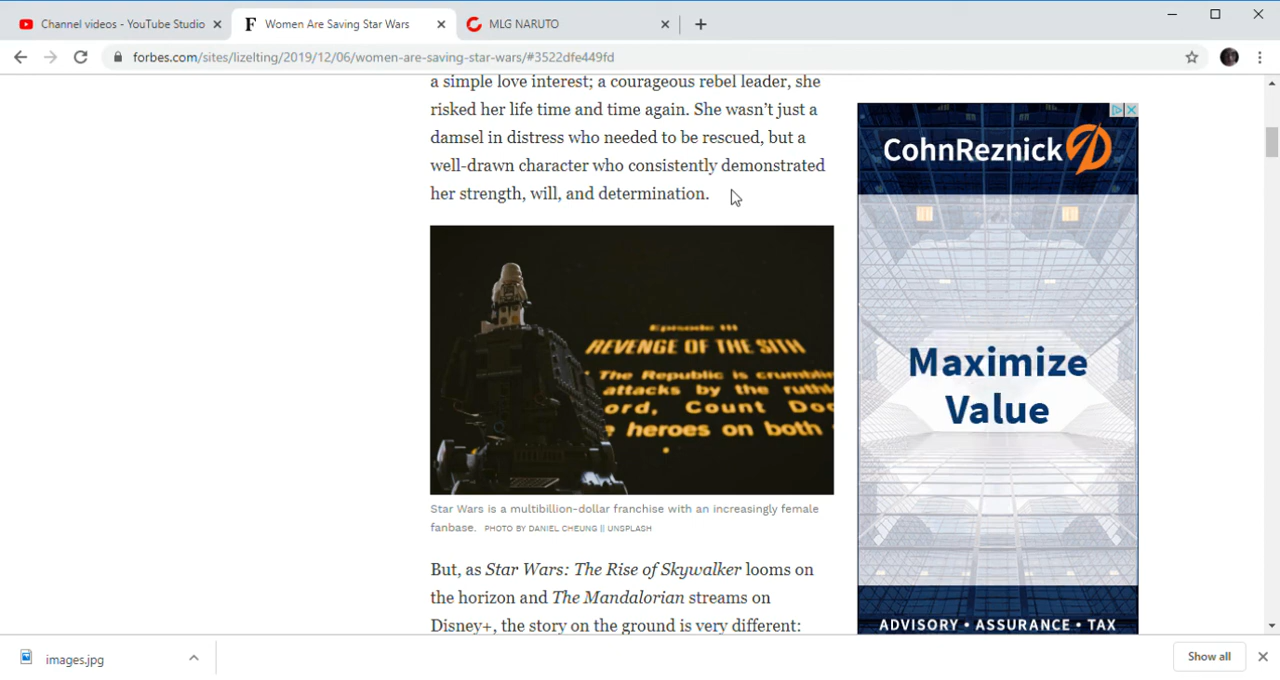 Channel videos - YouTube Studio
Women Are Saving Star Wars
MLG NARUTO
forbes.com/sites/lizelting/2019/12/06/women-are-saving-star-wars/#3522dfe449fd
a simple love interest; a courageous rebel leader, she
risked her life time and time again. She wasn't just a
damsel in distress who needed to be rescued, but a
well-drawn character who consistently demonstrated
her strength, will, and determination.
Episode III
REVENGE OF THE SITH
The Republic is
attacks by the
Count
heroes on both
Star Wars is a multibillion-dollar franchise with an increasingly female
fanbase. PHOTO BY DANIEL CHEUNG || UNSPLASH
But, as Star Wars: The Rise of Skywalker looms on
the horizon and The Mandalorian streams on
Disney+, the story on the ground is very different:
CohnReznick
Maximize
Value
ADVISORY • ASSURANCE • TAX
images.jpg
Show all